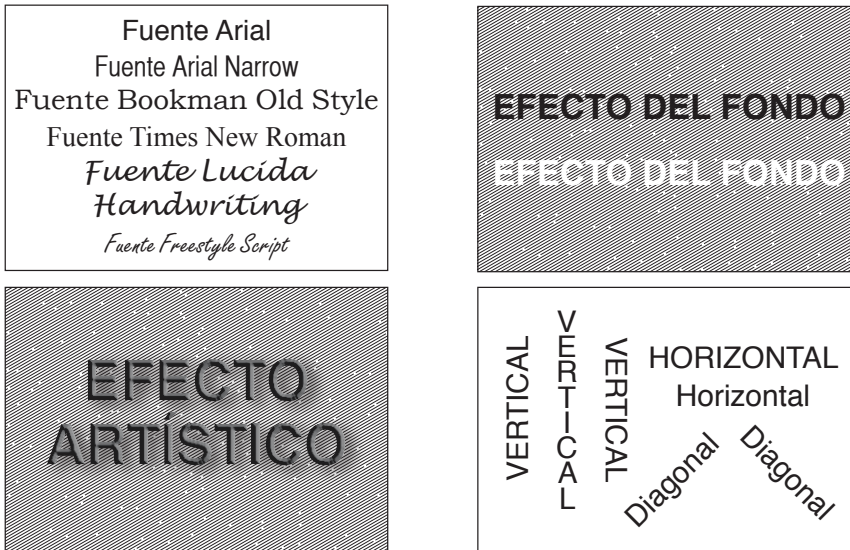 Fuente Arial
Fuente Arial Narrow
Fuente Bookman Old Style
Fuente Times New Roman
Fuente Lucida
Handwriting
Fuente Freestyle Script
EFECTO DEL FONDO
EFECTO DEL FONDO
EFECTO
ARTÍSTICO
VERTICAL
VERTICAL
VERTICAL
HORIZONTAL
Horizontal
Diagonal
Diagonal